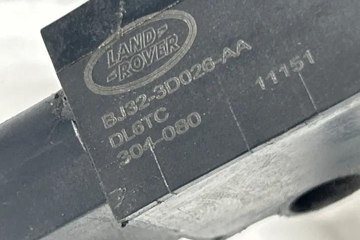 LAND-
-ROVER
BJ32-3D026-AA
DL6TC
304-080
11151